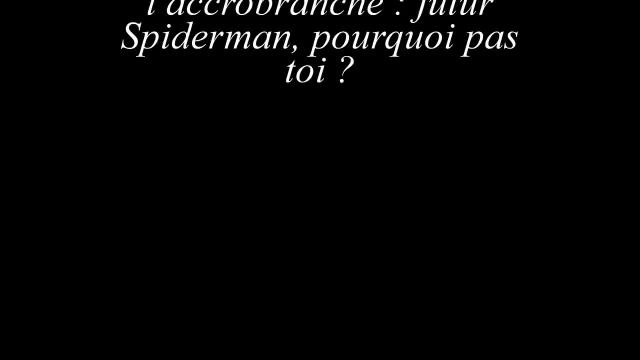 l'accrobranche : futur
Spiderman, pourquoi pas
toi ?